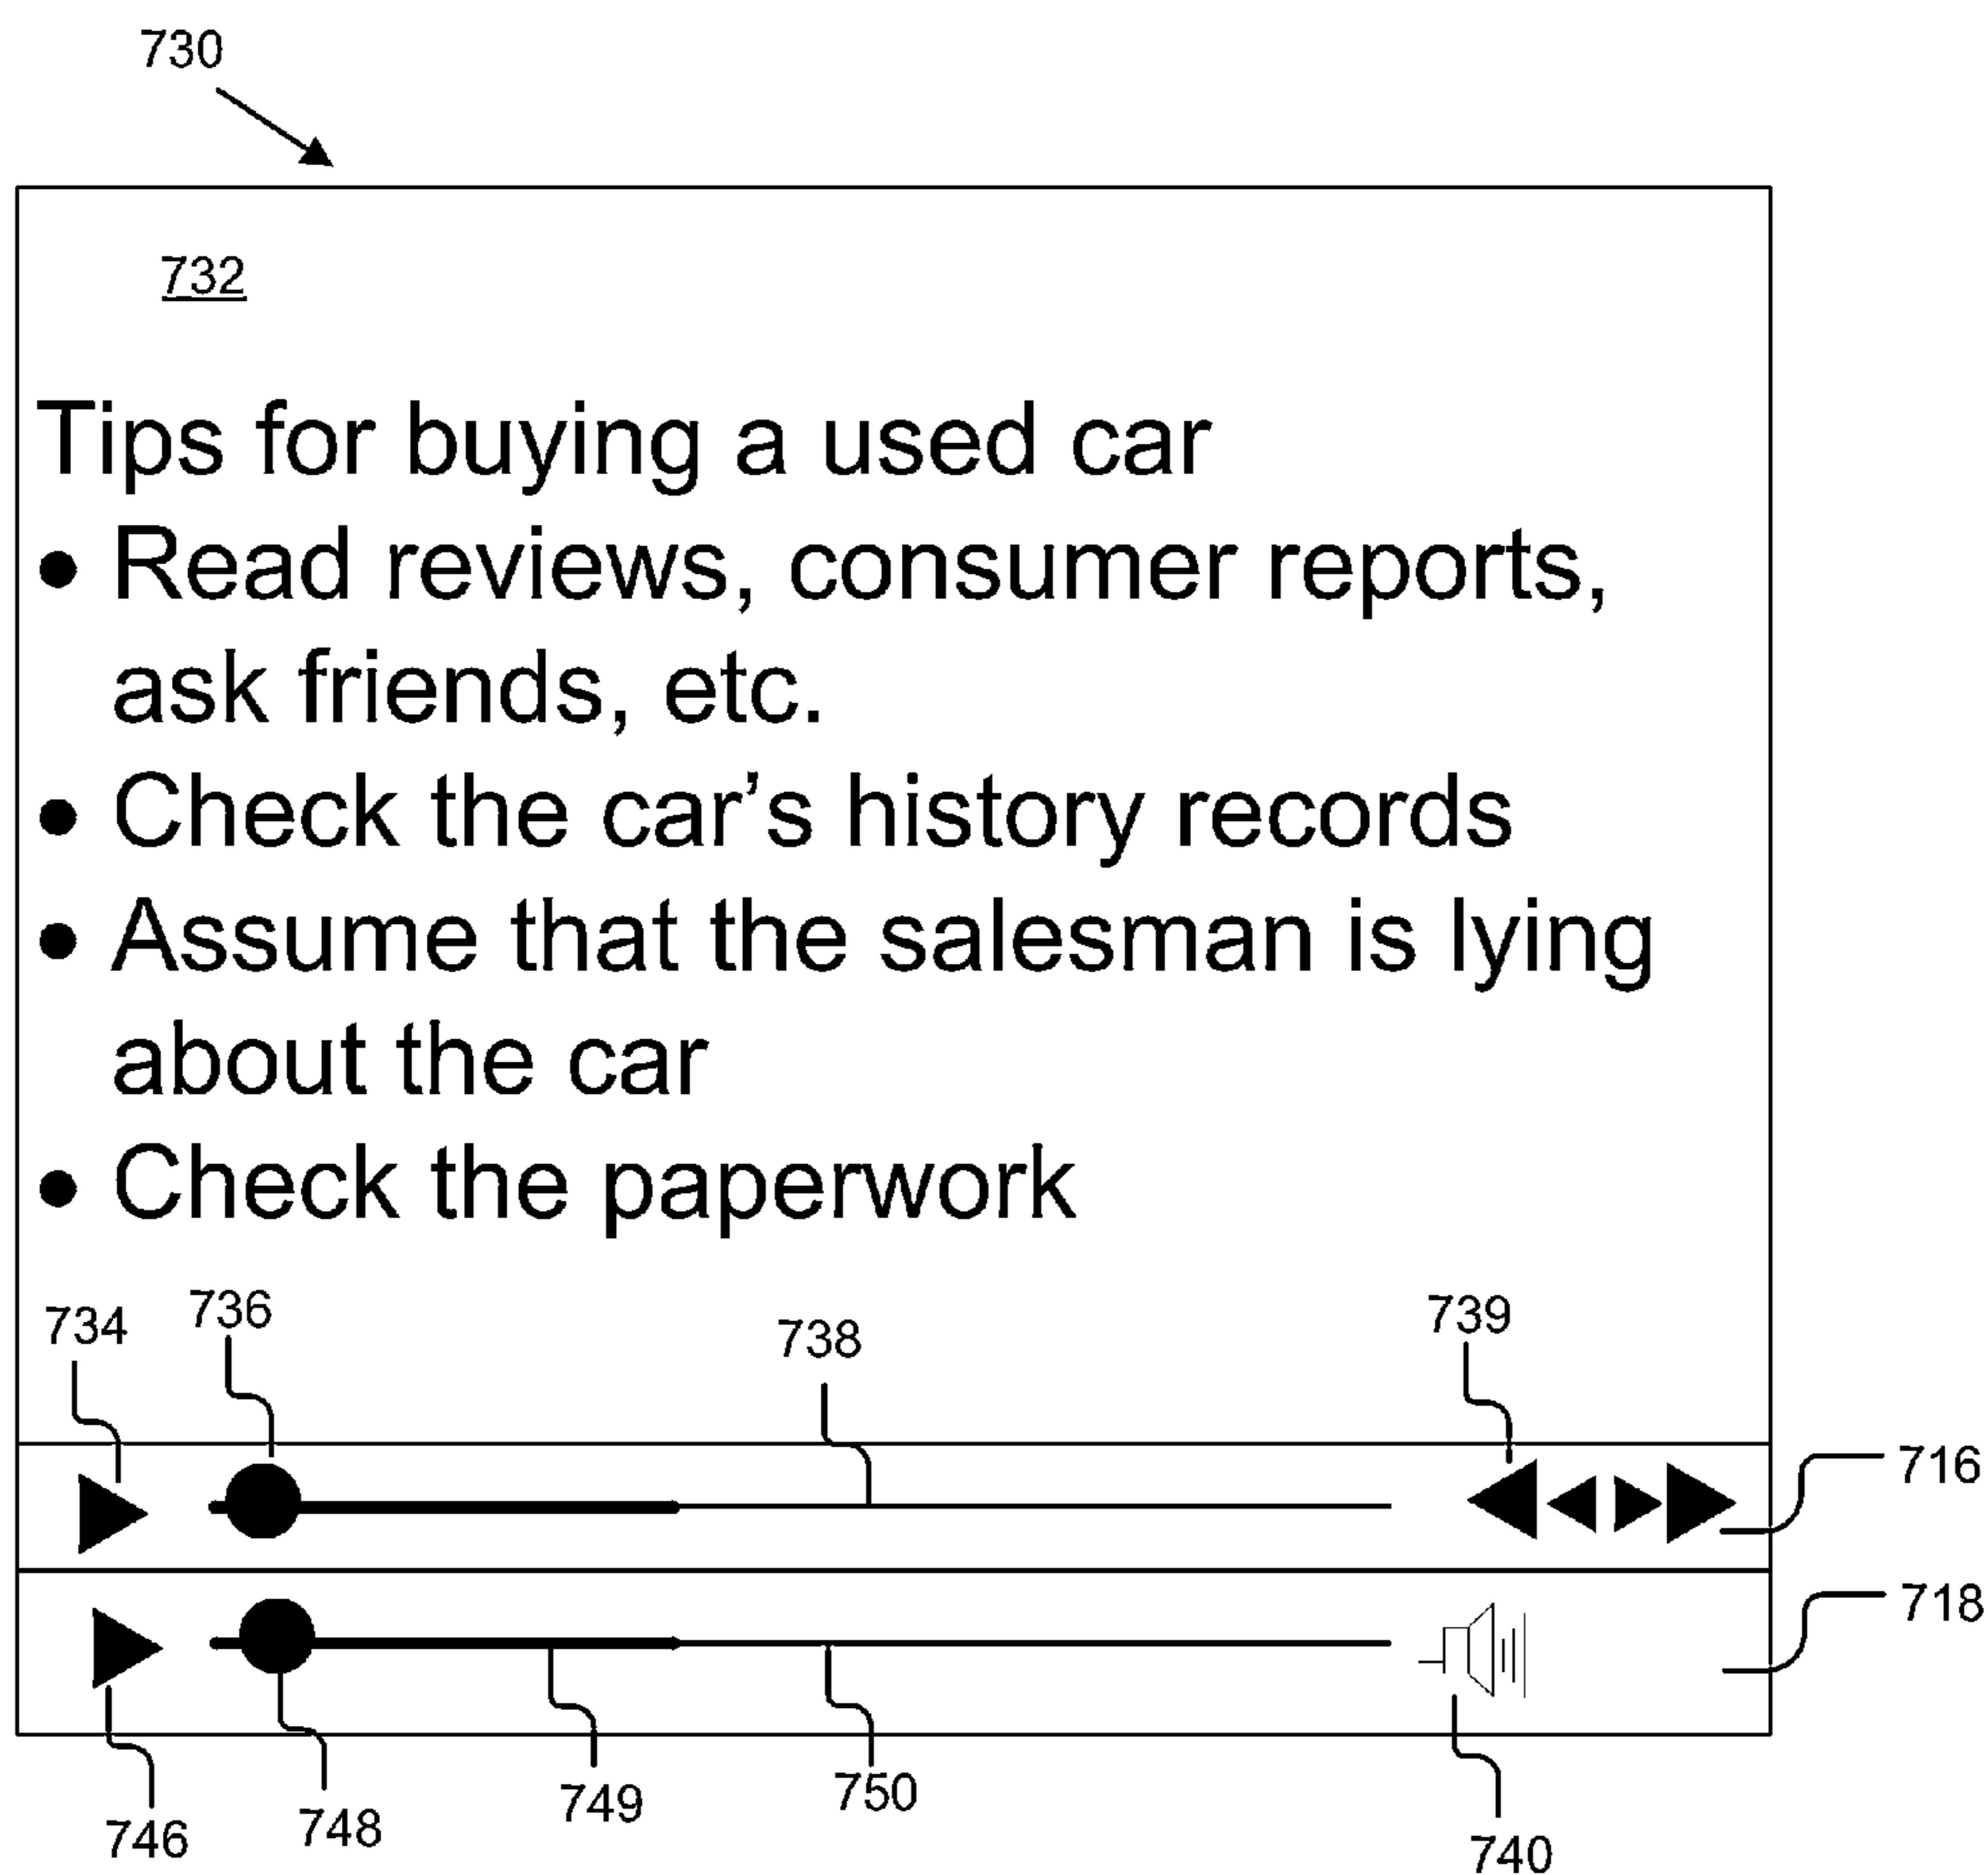 730
732
Tips for buying a used car
• Read reviews, consumer reports,
ask friends, etc.
• Check the car's history records
• Assume that the salesman is lying
about the car
• Check the paperwork
734
736
738
739
716
718
746
748
749
750
740